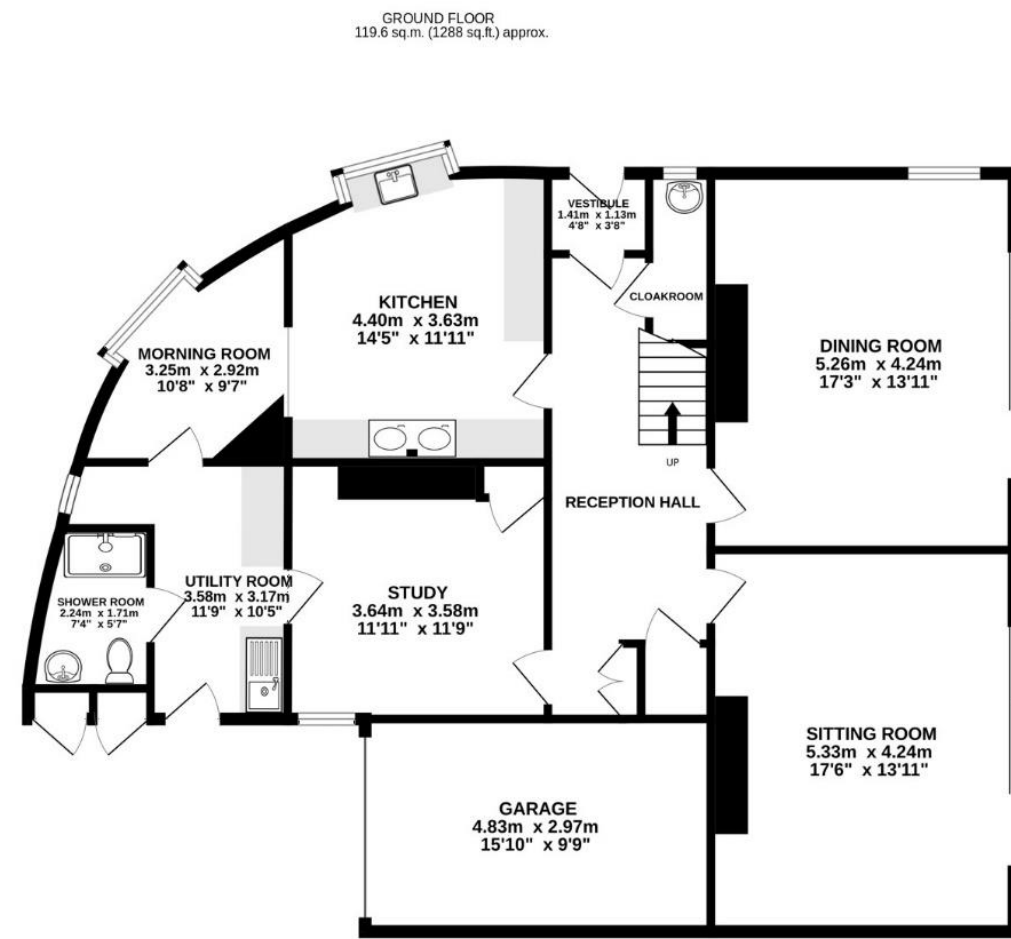 GROUND FLOOR
119.6 sq.m. (1288 sq.ft.) approx.
VESTIBULE
1.41m x 1.13m
4'8" x 3'8"
CLOAKROOM
KITCHEN
4.40m x 3.63m
14'5" x 11'11"
MORNING ROOM
3.25m x 2.92m
10'8" x 9'7"
DINING ROOM
5.26m x 4.24m
17'3" x 13'11"
UP
RECEPTION HALL
UTILITY ROOM
3.58m x 3.17m
11'9" x 10'5"
STUDY
3.64m x 3.58m
11'11" x 11'9"
SHOWER ROOM
2.24m x 1.71m
7'4" x 5'7"
SITTING ROOM
5.33m x 4.24m
17'6" x 13'11"
GARAGE
4.83m x 2.97m
15'10" x 9'9"